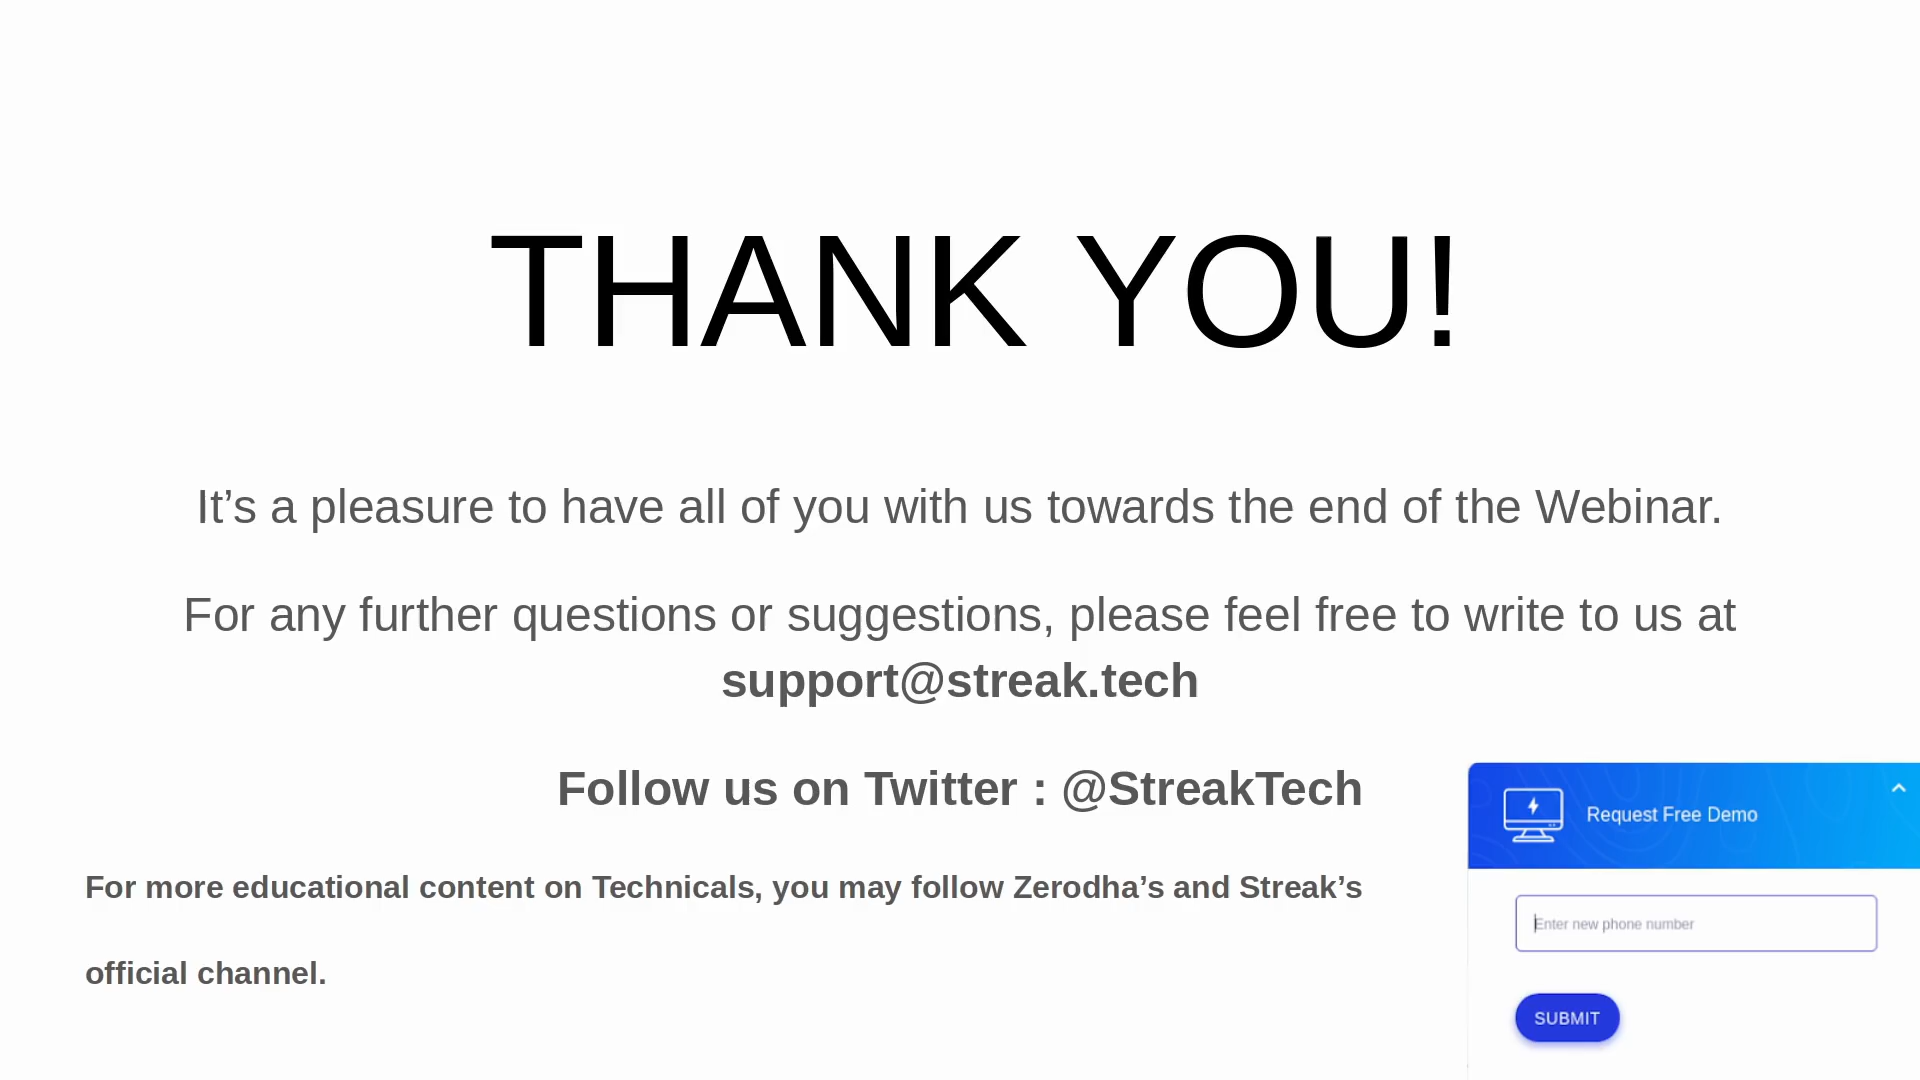 THANK YOU!
It’s a pleasure to have all of you with us towards the end of the Webinar.
For any further questions or suggestions, please feel free to write to us at
support@streak.tech
Follow us on Twitter : @StreakTech
For more educational content on Technicals, you may follow Zerodha’s and Streak’s
official channel.
Request Free Demo
Enter new phone number
SUBMIT